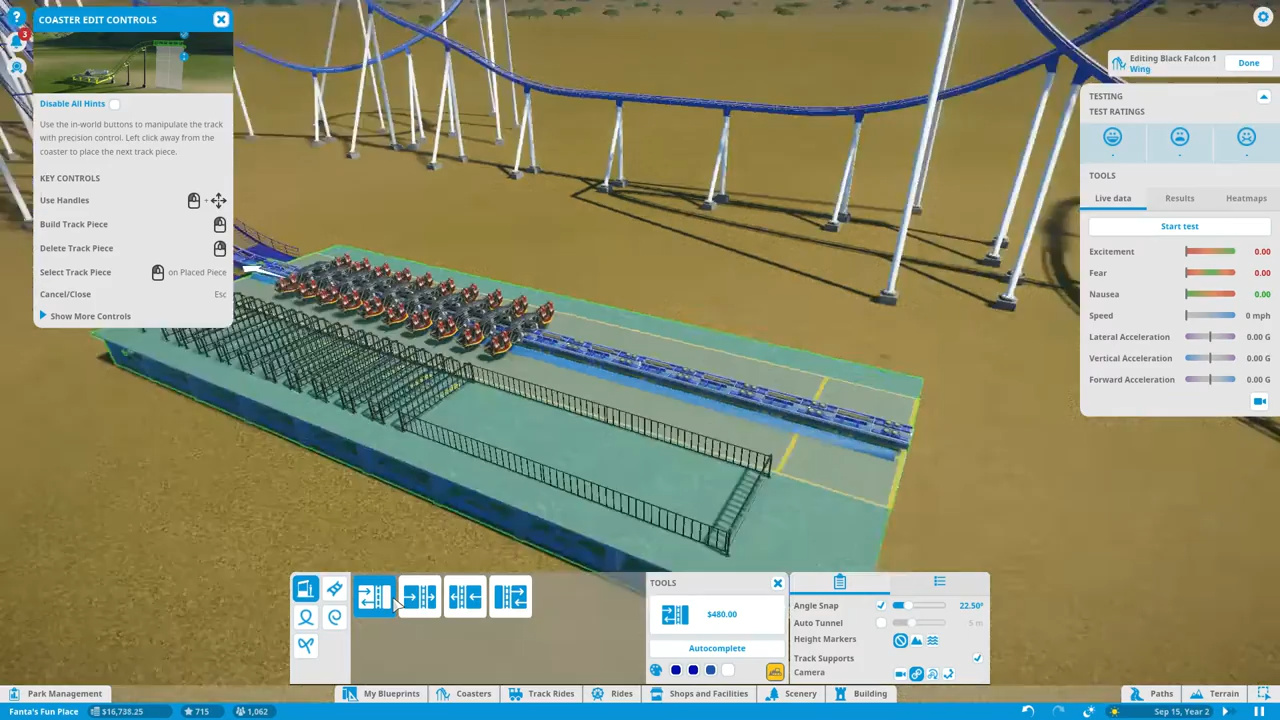 COASTER EDIT CONTROLS
?
3
Disable All Hints
Use the in-world buttons to manipulate the track
with precision control. Left click away from the
coaster to place the next track piece.
KEY CONTROLS
Use Handles +
Build Track Piece
Delete Track Piece
Select Track Piece on Placed Piece
Cancel/Close Esc
Show More Controls
Editing Black Falcon 1
Wing
Done
TESTING
TEST RATINGS
- - -
TOOLS
Live data Results Heatmaps
Start test
Excitement 0.00
Fear 0.00
Nausea 0.00
Speed 0 mph
Lateral Acceleration 0.00 G
Vertical Acceleration 0.00 G
Forward Acceleration 0.00 G
TOOLS
$480.00
Autocomplete
Angle Snap 22.50°
Auto Tunnel 5 m
Height Markers
Track Supports
Camera
Park Management My Blueprints Coasters Track Rides Rides Shops and Facilities Scenery Building Paths Terrain
Fanta's Fun Place $16,738.25 715 1,062 Sep 15, Year 2